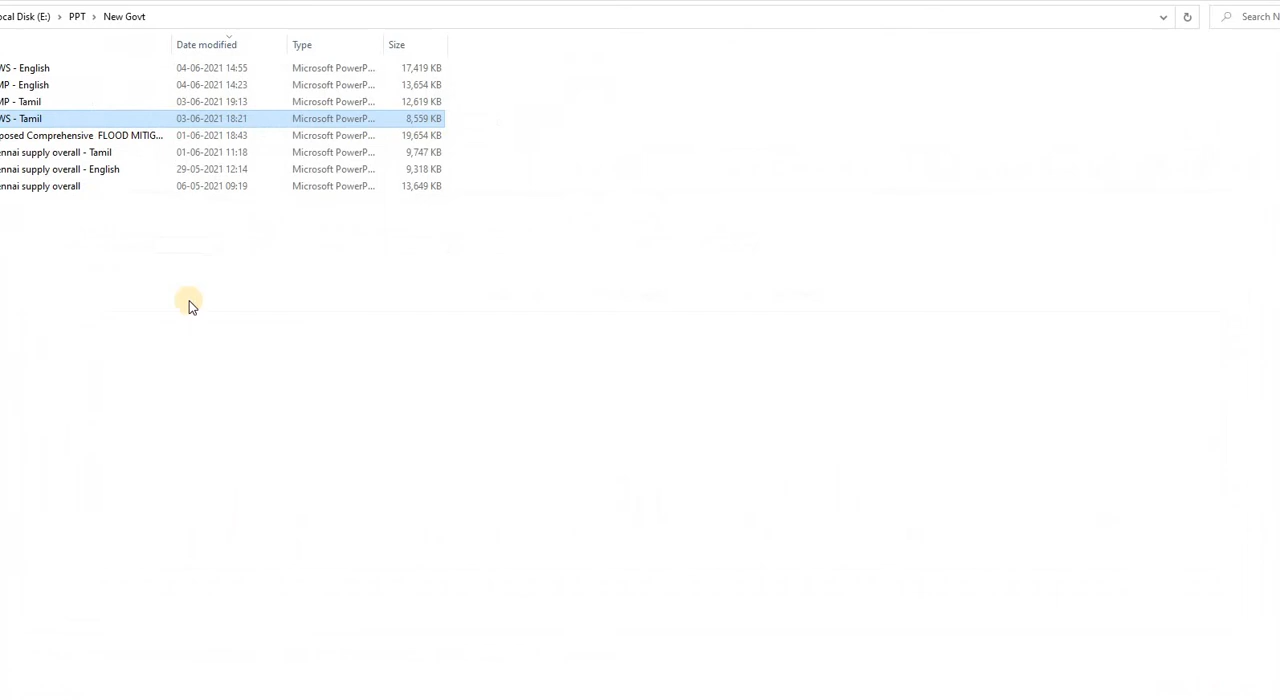 ocal Disk (E:) > PPT > New Govt Search N
Date modified Type Size
WS - English 04-06-2021 14:55 Microsoft PowerP... 17,419 KB
MP - English 04-06-2021 14:23 Microsoft PowerP... 13,654 KB
MP - Tamil 03-06-2021 19:13 Microsoft PowerP... 12,619 KB
WS - Tamil 03-06-2021 18:21 Microsoft PowerP... 8,559 KB
posed Comprehensive FLOOD MITIG... 01-06-2021 18:43 Microsoft PowerP... 19,654 KB
ennai supply overall - Tamil 01-06-2021 11:18 Microsoft PowerP... 9,747 KB
ennai supply overall - English 29-05-2021 12:14 Microsoft PowerP... 9,318 KB
ennai supply overall 06-05-2021 09:19 Microsoft PowerP... 13,649 KB